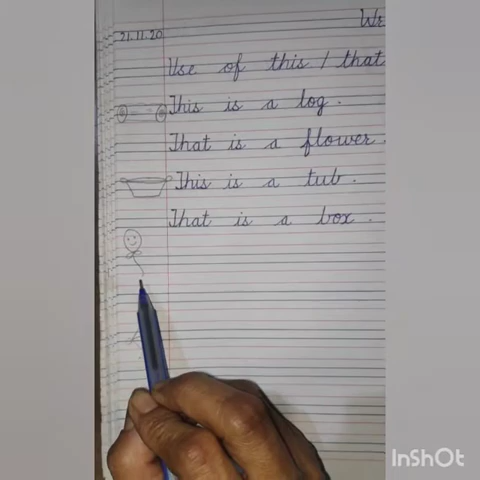 21.11.20
We
Use of this / that
This is a log.
That is a flower.
This is a tub.
That is a box.
InShOt